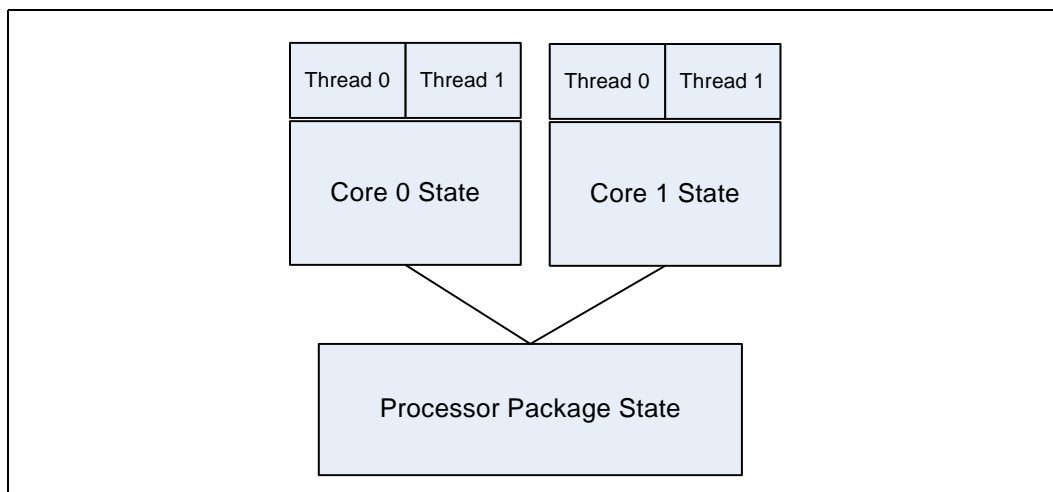 Thread 0
Thread 1
Thread 0
Thread 1
Core 0 State
Core 1 State
Processor Package State